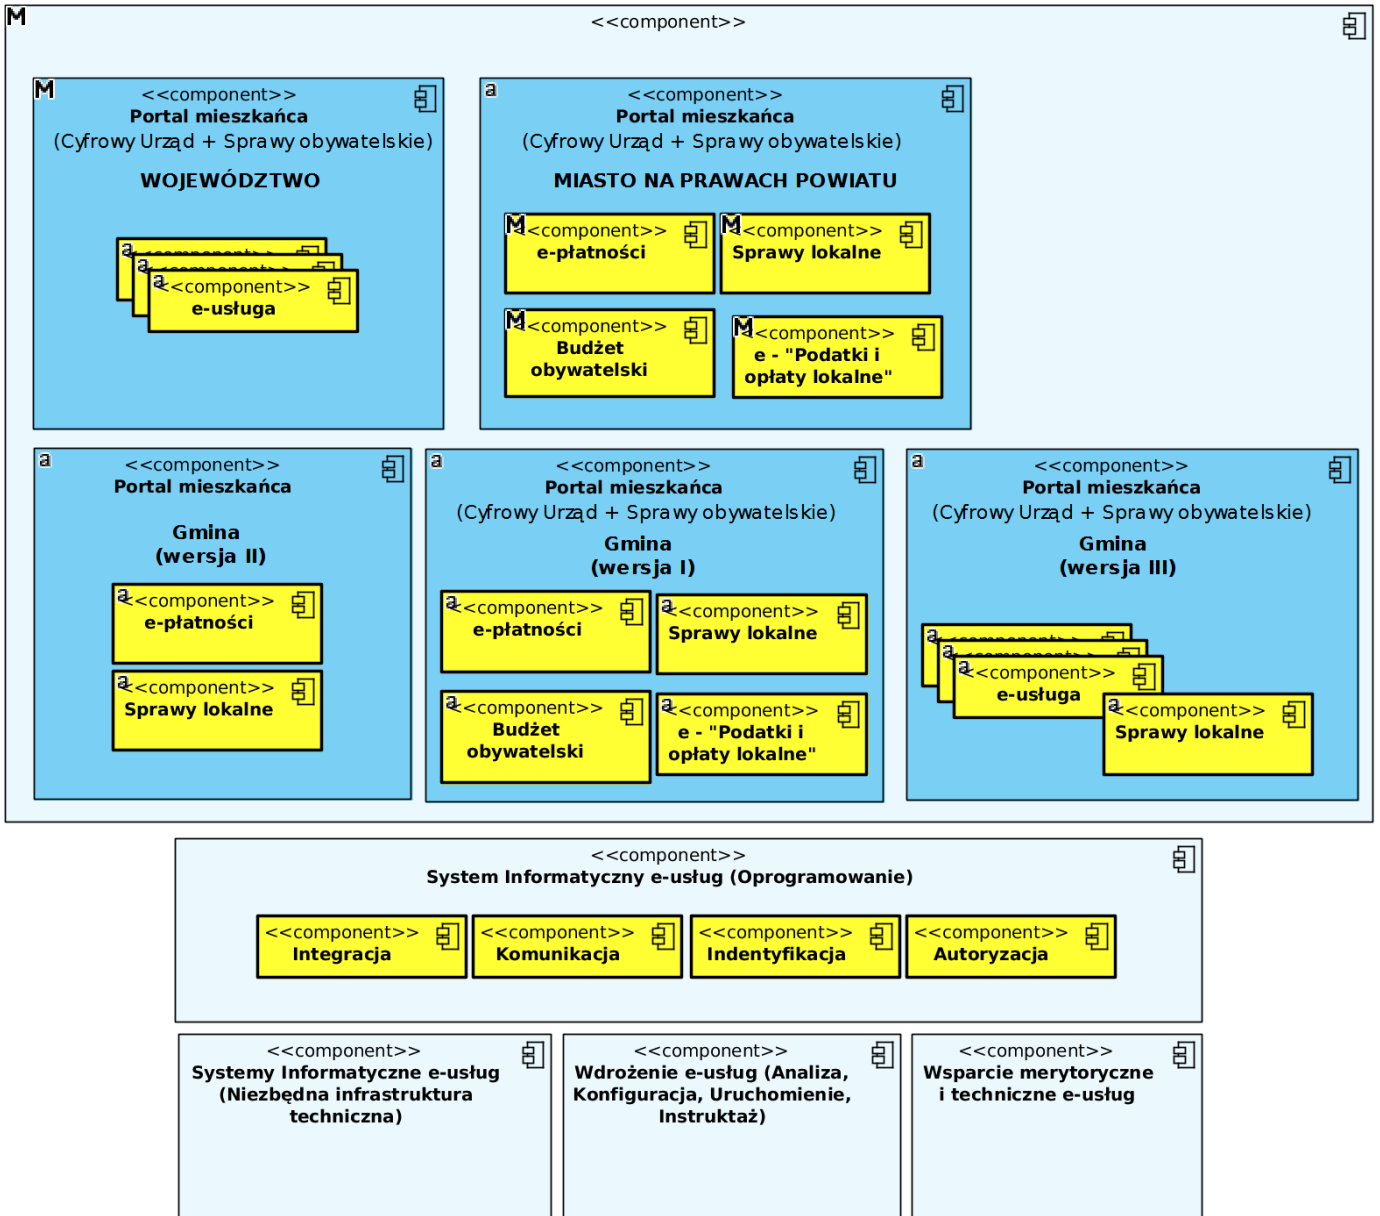 M
<<component>>
M
<<component>>
Portal mieszkańca
(Cyfrowy Urząd + Sprawy obywatelskie)
WOJEWÓDZTWO
a
<<component>>
a
<<component>>
a
<<component>>
e-usługa
a
<<component>>
Portal mieszkańca
(Cyfrowy Urząd + Sprawy obywatelskie)
MIASTO NA PRAWACH POWIATU
M
<<component>>
e-płatności
M
<<component>>
Sprawy lokalne
M
<<component>>
Budżet
obywatelski
M
<<component>>
e - "Podatki i
opłaty lokalne"
a
<<component>>
Portal mieszkańca
Gmina
(wersja II)
a
<<component>>
e-płatności
a
<<component>>
Sprawy lokalne
a
<<component>>
Portal mieszkańca
(Cyfrowy Urząd + Sprawy obywatelskie)
Gmina
(wersja I)
a
<<component>>
e-płatności
a
<<component>>
Sprawy lokalne
a
<<component>>
Budżet
obywatelski
a
<<component>>
e - "Podatki i
opłaty lokalne"
a
<<component>>
Portal mieszkańca
(Cyfrowy Urząd + Sprawy obywatelskie)
Gmina
(wersja III)
a
<<component>>
a
<<component>>
a
<<component>>
e-usługa
a
<<component>>
Sprawy lokalne
<<component>>
System Informatyczny e-usług (Oprogramowanie)
<<component>>
Integracja
<<component>>
Komunikacja
<<component>>
Indentyfikacja
<<component>>
Autoryzacja
<<component>>
Systemy Informatyczne e-usług
(Niezbędna infrastruktura
techniczna)
<<component>>
Wdrożenie e-usług (Analiza,
Konfiguracja, Uruchomienie,
Instruktaż)
<<component>>
Wsparcie merytoryczne
i techniczne e-usług